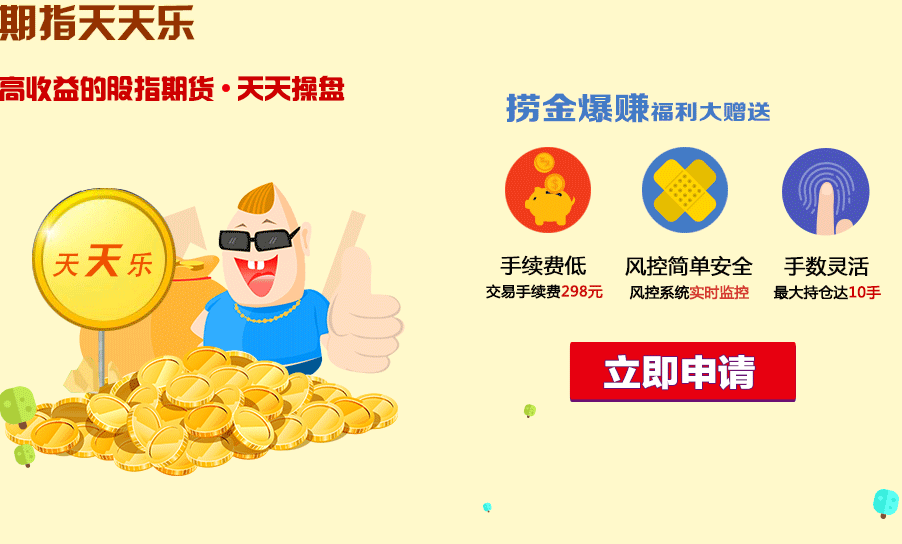 期指天天乐
高收益的股指期货·天天操盘
捞金爆赚福利大赠送
天天乐
手续费低
交易手续费298元
风控简单安全
风控系统实时监控
手数灵活
最大持仓达10手
立即申请